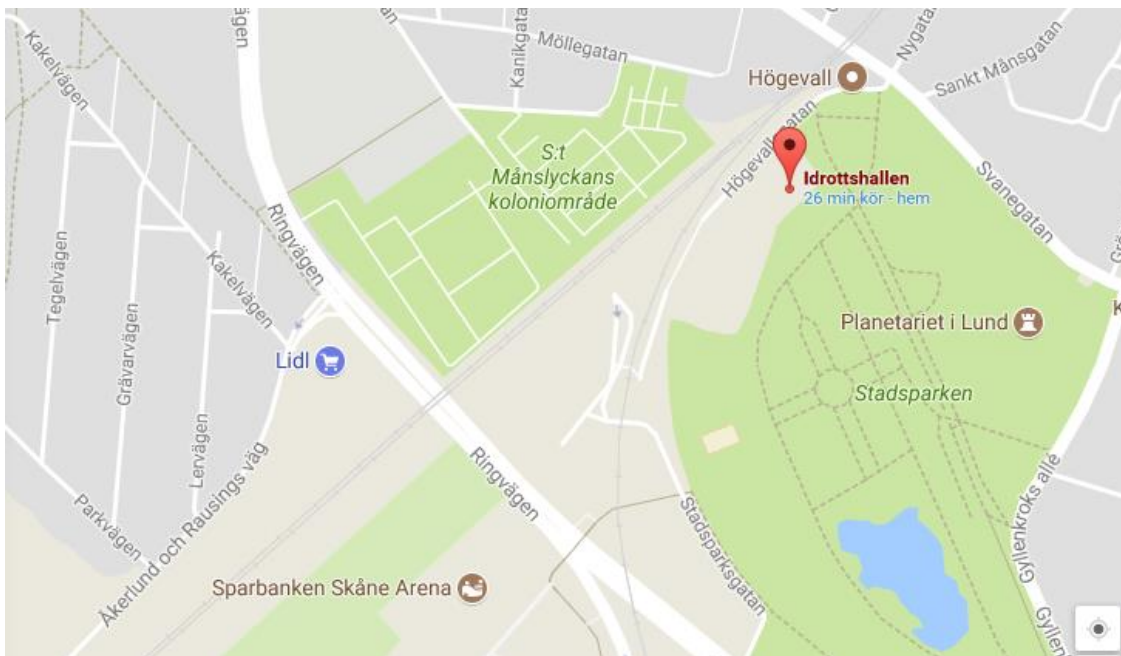 ägen
Kakelvägen
Kanikgatan
Möllegatan
Nygatan
Högevall
Sankt Månsgatan
S:t
Månslyckans
koloniområde
Högevallsgatan
Idrottshallen
26 min kör - hem
Svanegatan
Ringvägen
Tegelvägen
Grävarvägen
Kakelvägen
Lervägen
Lidl
Planetariet i Lund
Stadsparken
Ringvägen
Parkvägen
Åkerlund och Rausings väg
Sparbanken Skåne Arena
Stadsparksgatan
Gyllenkroks allé